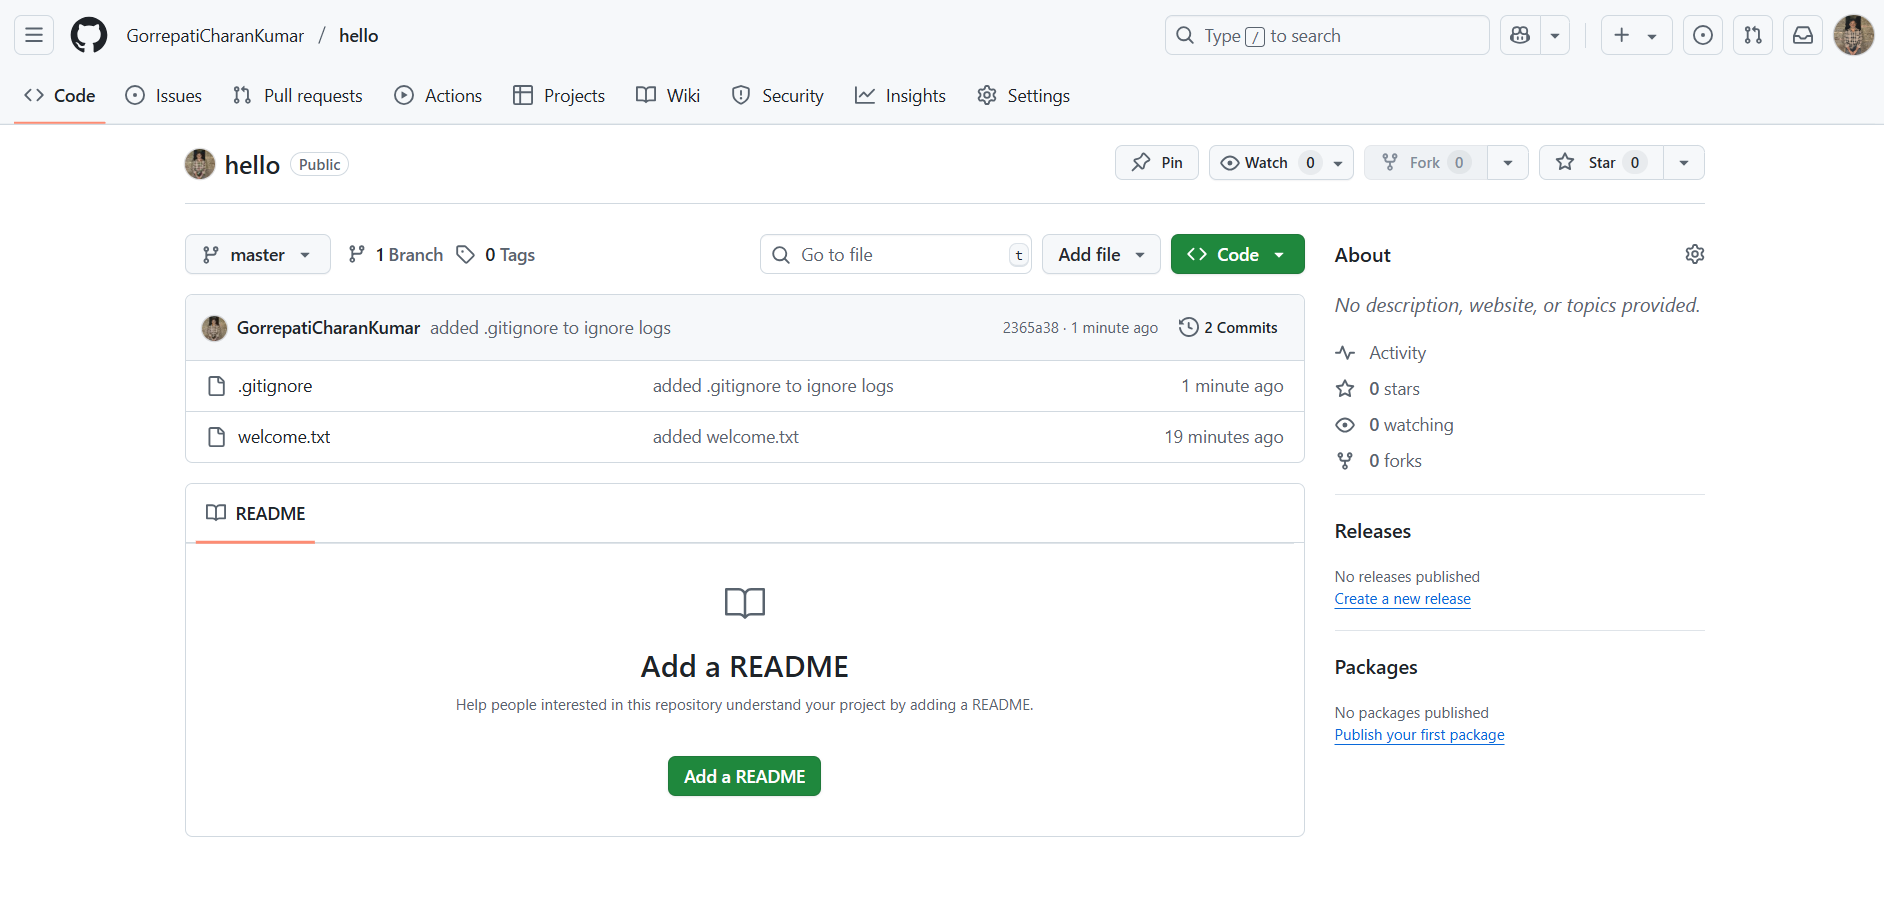 GorrepatiCharanKumar / hello
Type / to search
Code Issues Pull requests Actions Projects Wiki Security Insights Settings
hello Public
Pin Watch 0 Fork 0 Star 0
master 1 Branch 0 Tags Go to file t Add file Code
GorrepatiCharanKumar added .gitignore to ignore logs 2365a38 · 1 minute ago 2 Commits
.gitignore added .gitignore to ignore logs 1 minute ago
welcome.txt added welcome.txt 19 minutes ago
README
Add a README
Help people interested in this repository understand your project by adding a README.
Add a README
About
No description, website, or topics provided.
Activity
0 stars
0 watching
0 forks
Releases
No releases published
Create a new release
Packages
No packages published
Publish your first package